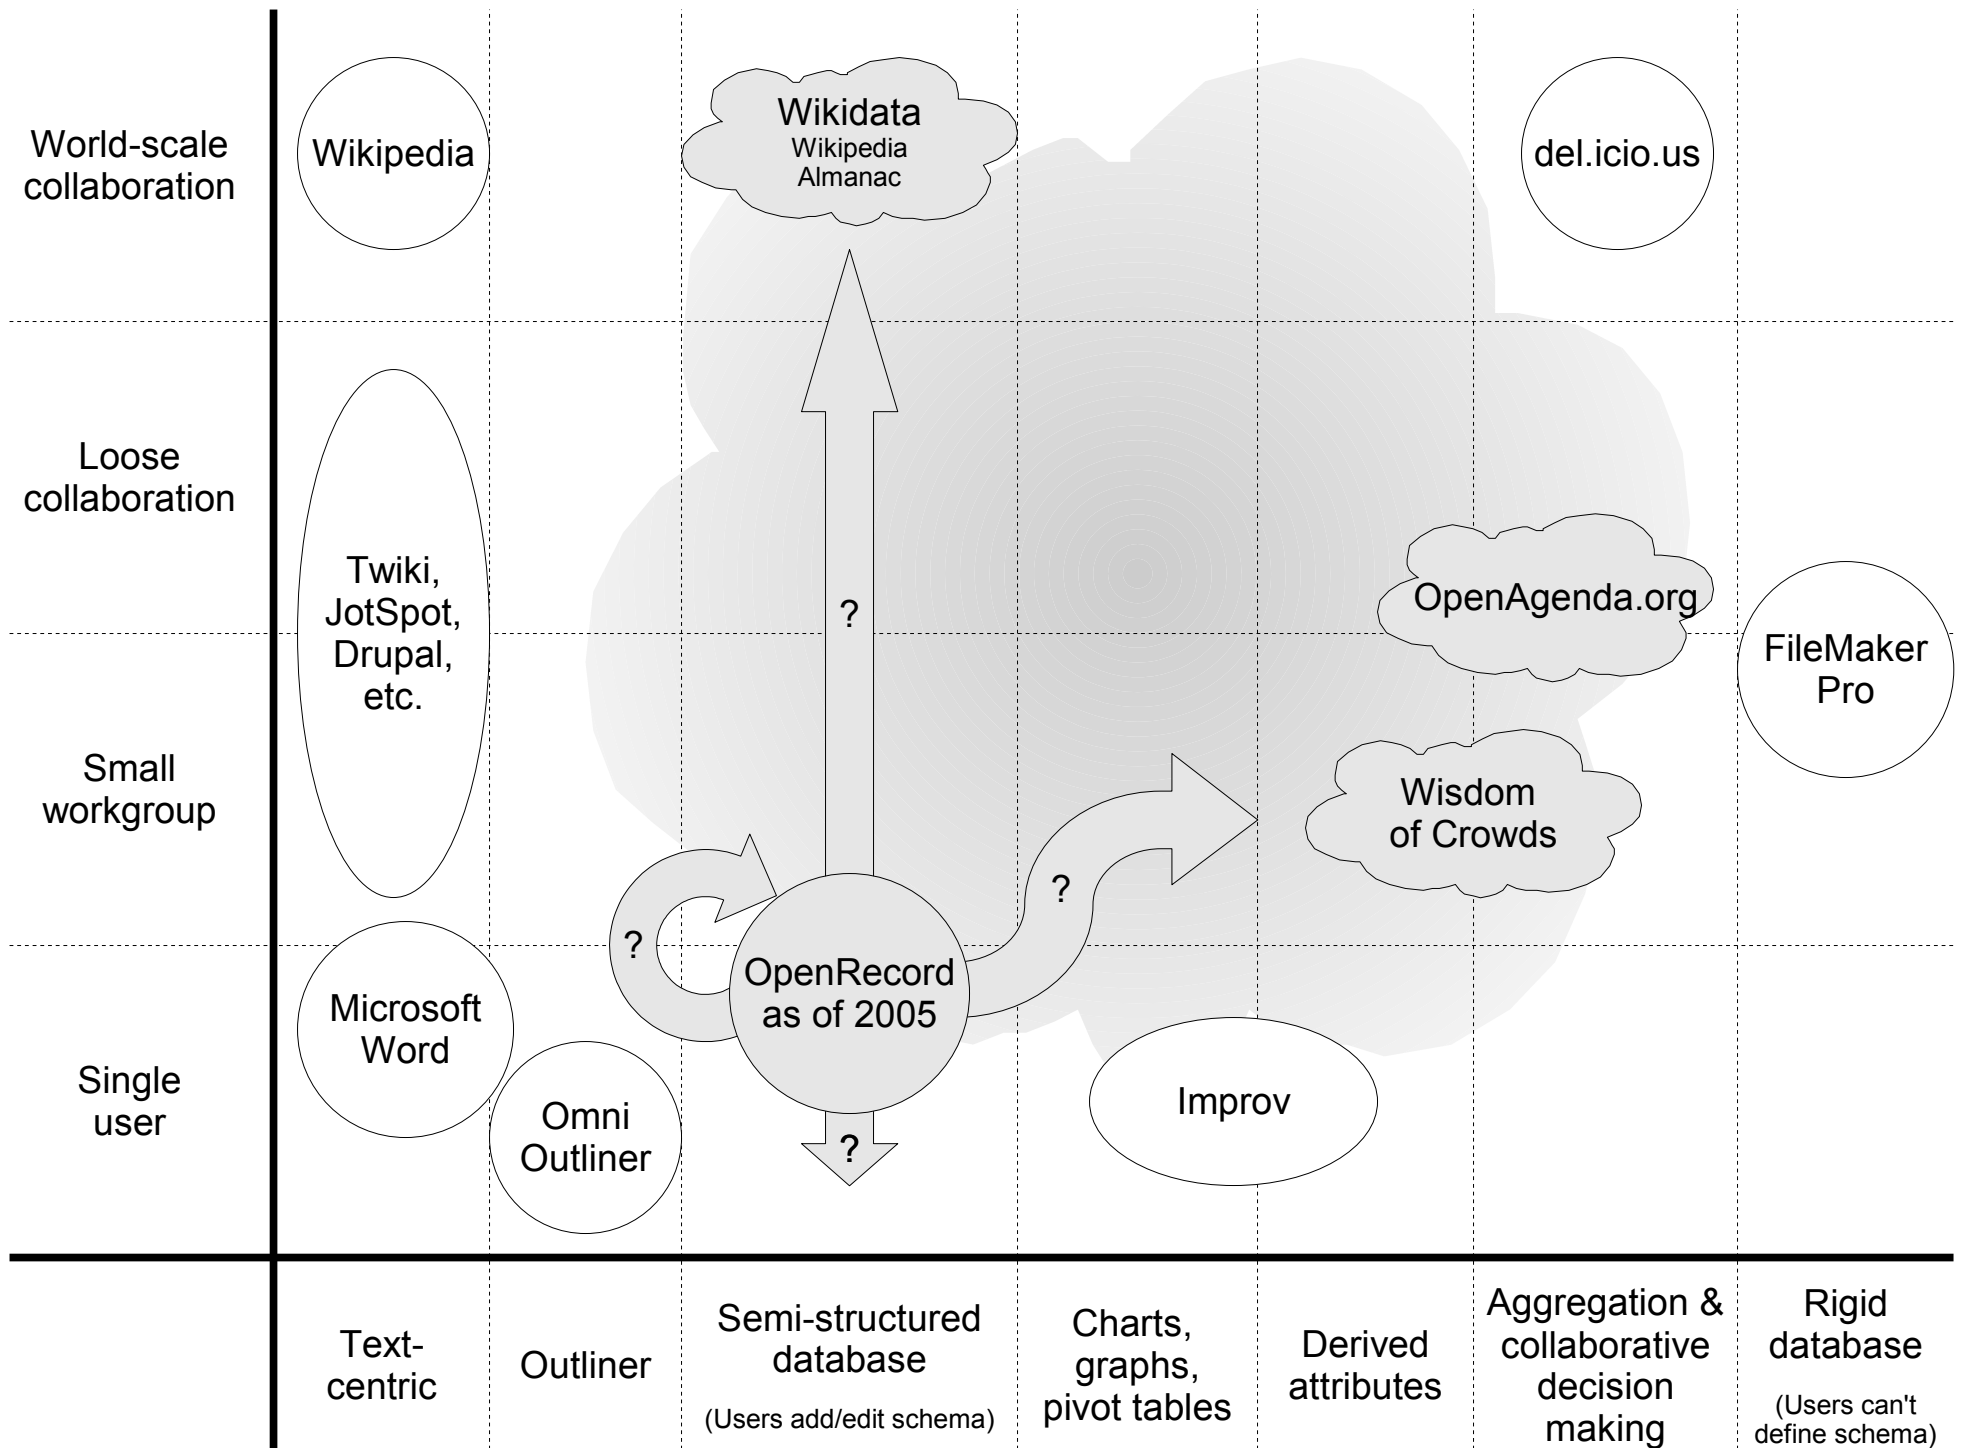 World-scale
collaboration
Wikipedia
Wikidata
Wikipedia
Almanac
del.icio.us
Loose
collaboration
Twiki,
JotSpot,
Drupal,
etc.
?
OpenAgenda.org
FileMaker
Pro
Small
workgroup
Wisdom
of Crowds
?
?
OpenRecord
as of 2005
Microsoft
Word
Single
user
Omni
Outliner
?
Improv
Text-
centric
Outliner
Semi-structured
database
(Users add/edit schema)
Charts,
graphs,
pivot tables
Derived
attributes
Aggregation &
collaborative
decision
making
Rigid
database
(Users can't
define schema)